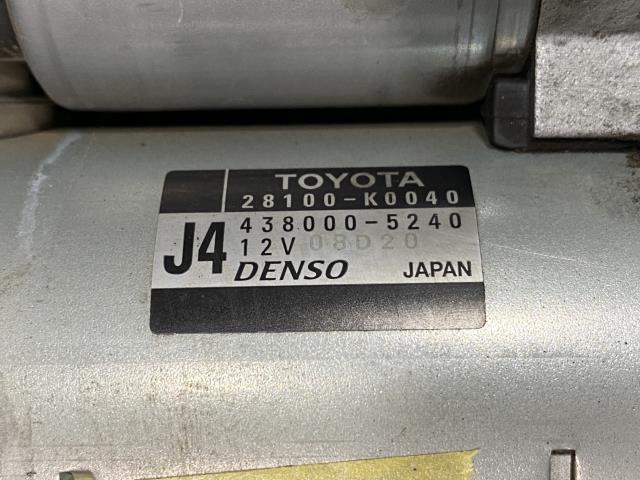 TOYOTA
28100-K0040
J4
438000-5240
12V 08D20
DENSO JAPAN